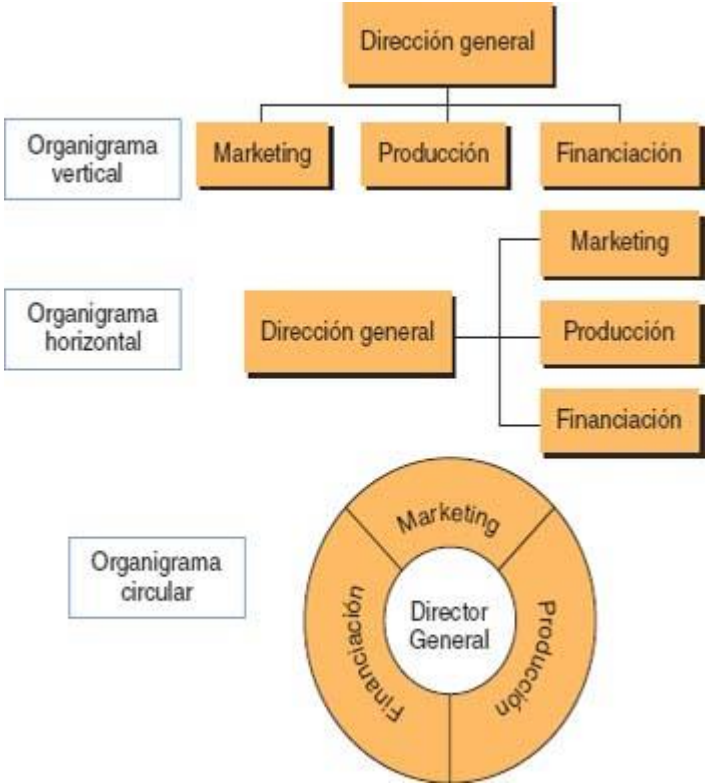 Dirección general
Organigrama
vertical
Marketing
Producción
Financiación
Marketing
Organigrama
horizontal
Dirección general
Producción
Financiación
Organigrama
circular
Marketing
Financiación
Director
General
Producción